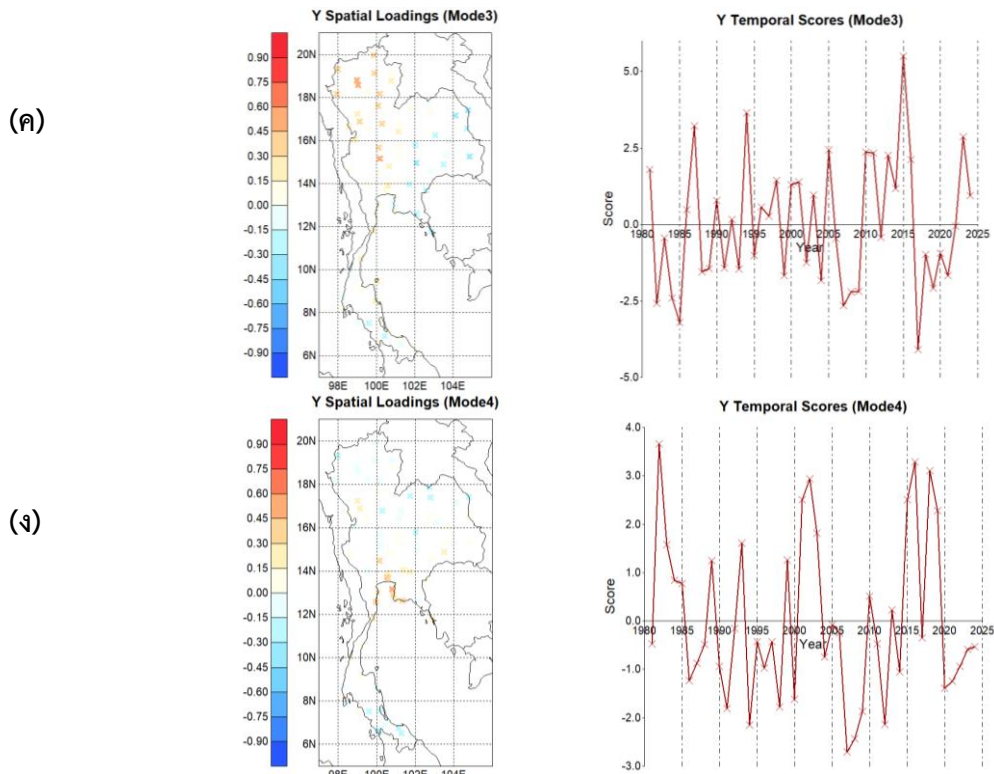 Y Spatial Loadings (Mode3)
Y Temporal Scores (Mode3)
(ค)
0.90
0.75
0.60
0.45
0.30
0.15
0.00
-0.15
-0.30
-0.45
-0.60
-0.75
-0.90
20N
18N
16N
14N
12N
10N
8N
6N
98E 100E 102E 104E
5.0
2.5
0.0
-2.5
-5.0
Score
1980 1985 1990 1995 2000 2005 2010 2015 2020 2025
Year
Y Spatial Loadings (Mode4)
Y Temporal Scores (Mode4)
(ง)
0.90
0.75
0.60
0.45
0.30
0.15
0.00
-0.15
-0.30
-0.45
-0.60
-0.75
-0.90
20N
18N
16N
14N
12N
10N
8N
6N
98E 100E 102E 104E
4.0
3.0
2.0
1.0
0.0
-1.0
-2.0
-3.0
Score
1980 1985 1990 1995 2000 2005 2010 2015 2020 2025
Year